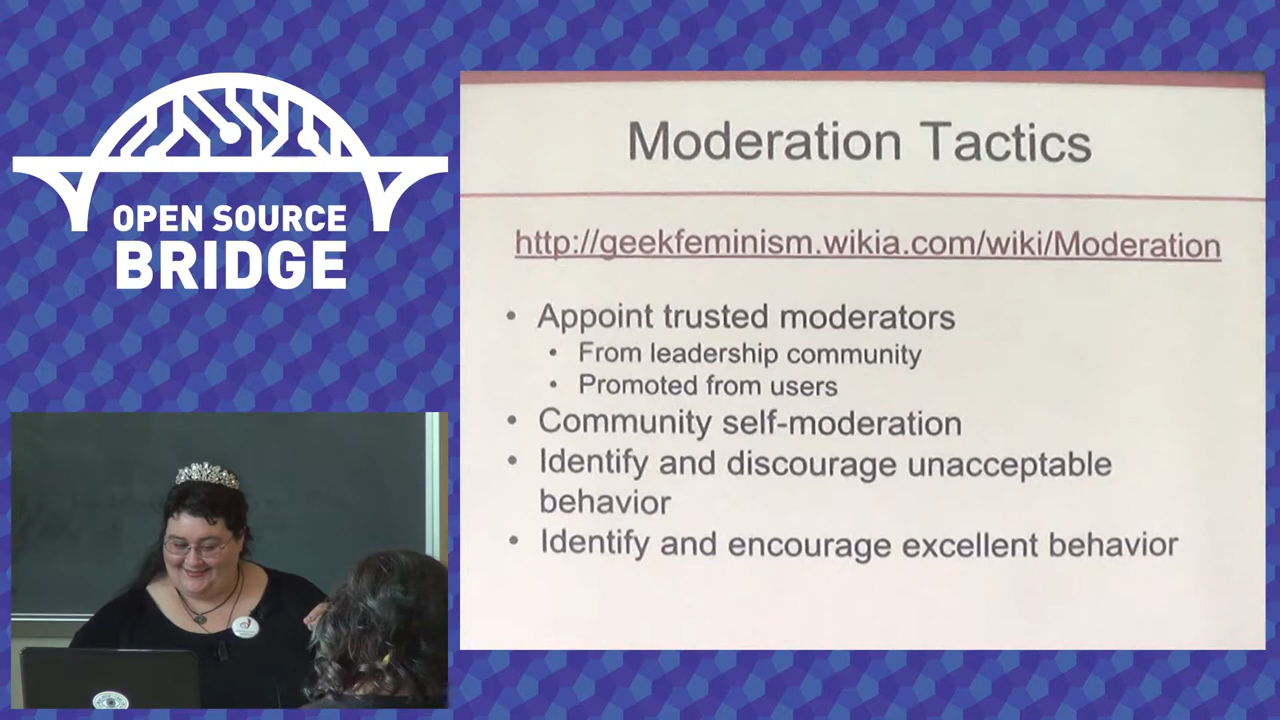 OPEN SOURCE
BRIDGE
Moderation Tactics
http://geekfeminism.wikia.com/wiki/Moderation
• Appoint trusted moderators
• From leadership community
• Promoted from users
• Community self-moderation
• Identify and discourage unacceptable
behavior
• Identify and encourage excellent behavior